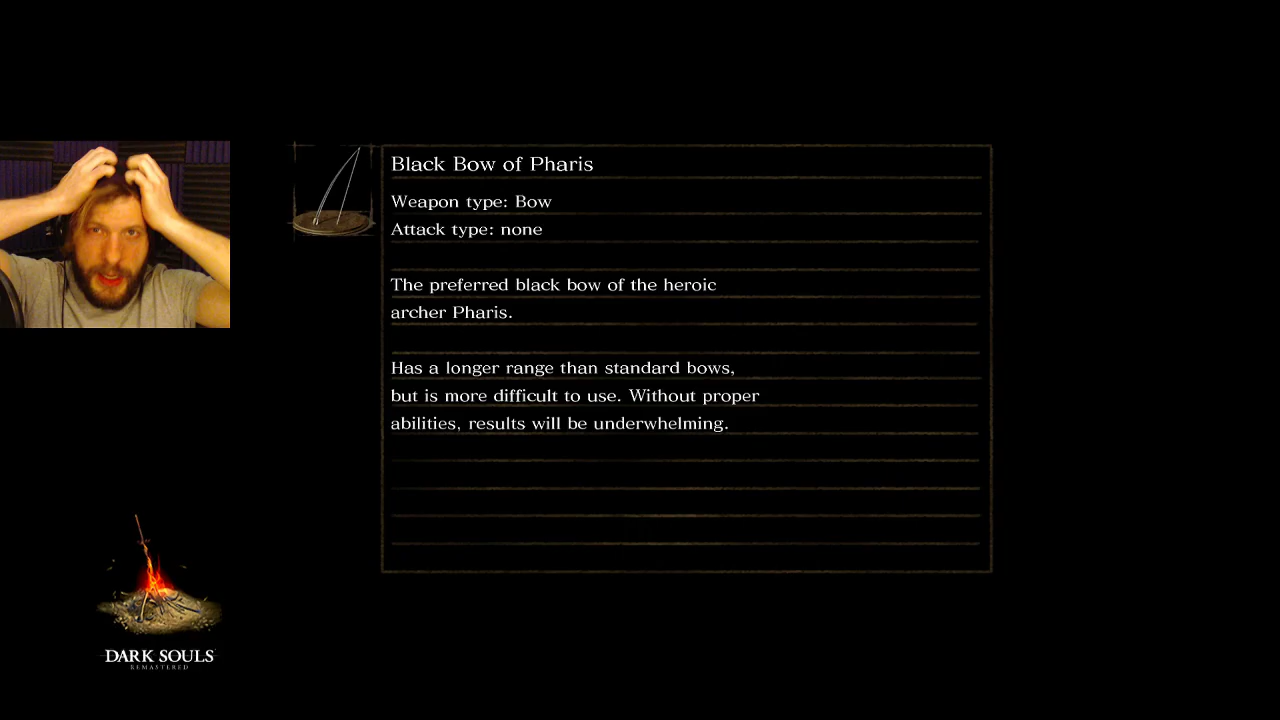 Black Bow of Pharis
Weapon type: Bow
Attack type: none
The preferred black bow of the heroic
archer Pharis.
Has a longer range than standard bows,
but is more difficult to use. Without proper
abilities, results will be underwhelming.
DARK SOULS
REMASTERED